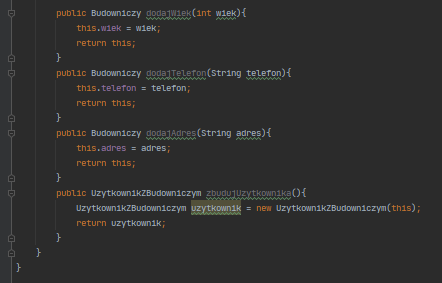 public Budowniczy dodajWiek(int wiek){
this.wiek = wiek;
return this;
}
public Budowniczy dodajTelefon(String telefon){
this.telefon = telefon;
return this;
}
public Budowniczy dodajAdres(String adres){
this.adres = adres;
return this;
}
public UzytkownikZBudowniczym zbudujUzytkownika(){
UzytkownikZBudowniczym uzytkownik = new UzytkownikZBudowniczym(this);
return uzytkownik;
}
}
}